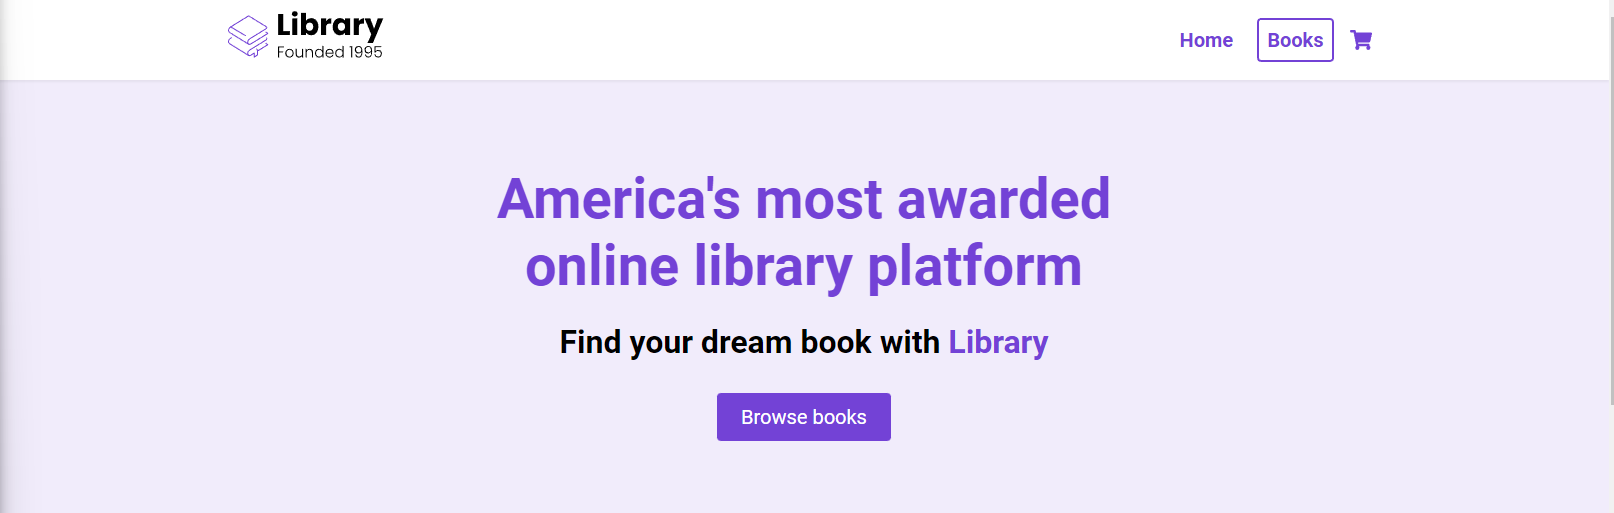 Library
Founded 1995
Home
Books
America's most awarded
online library platform
Find your dream book with Library
Browse books